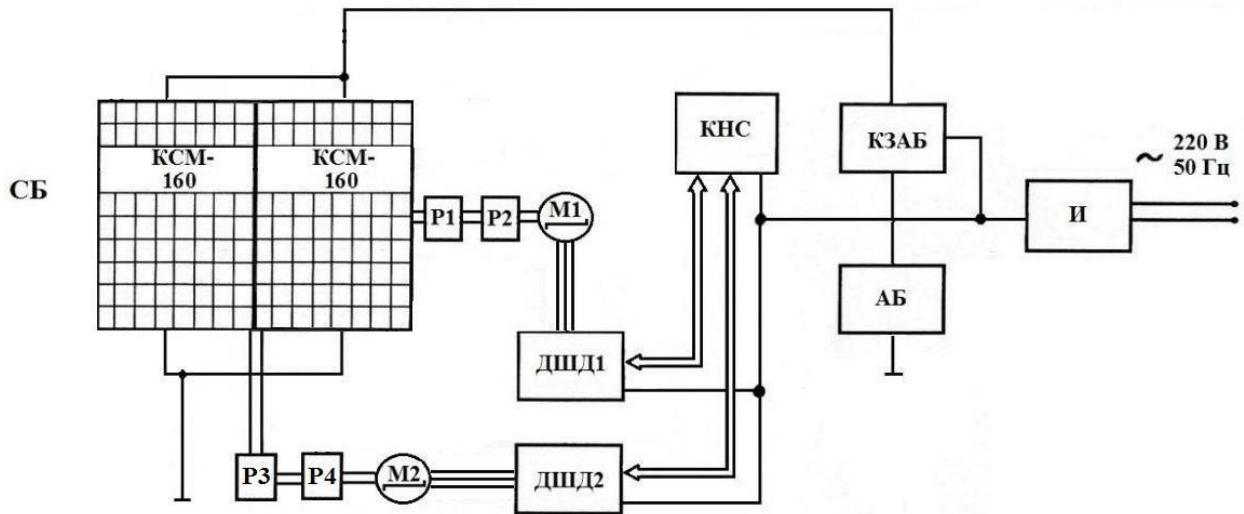 КСМ-
160
КСМ-
160
СБ
КНС
КЗАБ
~ 220 В
50 Гц
Р1
Р2
М1
И
АБ
ДШД1
Р3
Р4
М2
ДШД2